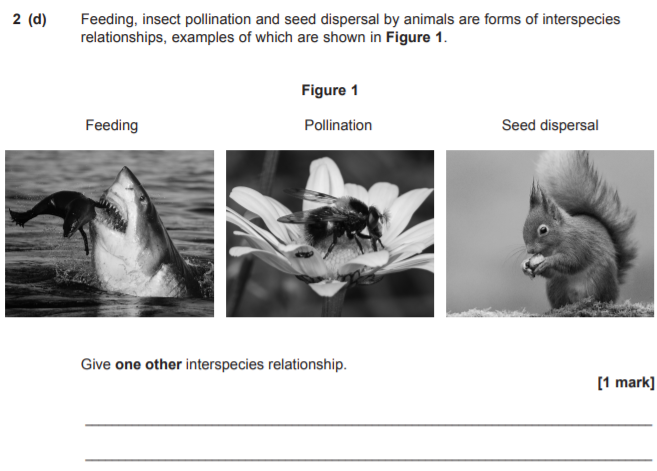 2 (d) Feeding, insect pollination and seed dispersal by animals are forms of interspecies
relationships, examples of which are shown in Figure 1.
Figure 1
Feeding Pollination Seed dispersal
Give one other interspecies relationship.
[1 mark]